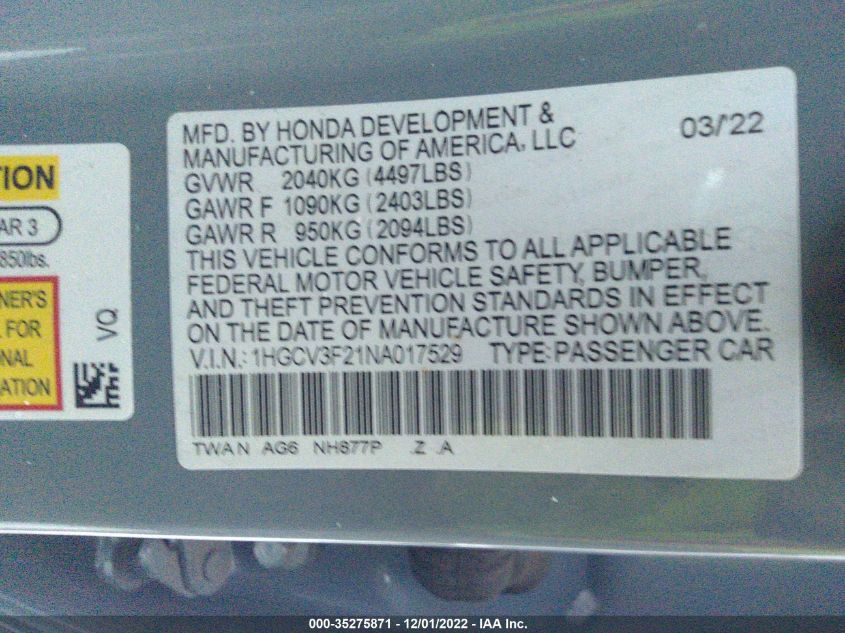 TION
AR 3
850lbs.
NER'S
L FOR
ONAL
ATION
VQ
MFD. BY HONDA DEVELOPMENT &
MANUFACTURING OF AMERICA, LLC
03/'22
GVWR 2040KG (4497LBS)
GAWR F 1090KG (2403LBS)
GAWR R 950KG (2094LBS)
THIS VEHICLE CONFORMS TO ALL APPLICABLE
FEDERAL MOTOR VEHICLE SAFETY, BUMPER,
AND THEFT PREVENTION STANDARDS IN EFFECT
ON THE DATE OF MANUFACTURE SHOWN ABOVE.
V.I.N.: 1HGCV3F21NA017529 TYPE:PASSENGER CAR
TWAN AG6 NH877P .Z .A
000-35275871 - 12/01/2022 - IAA Inc.